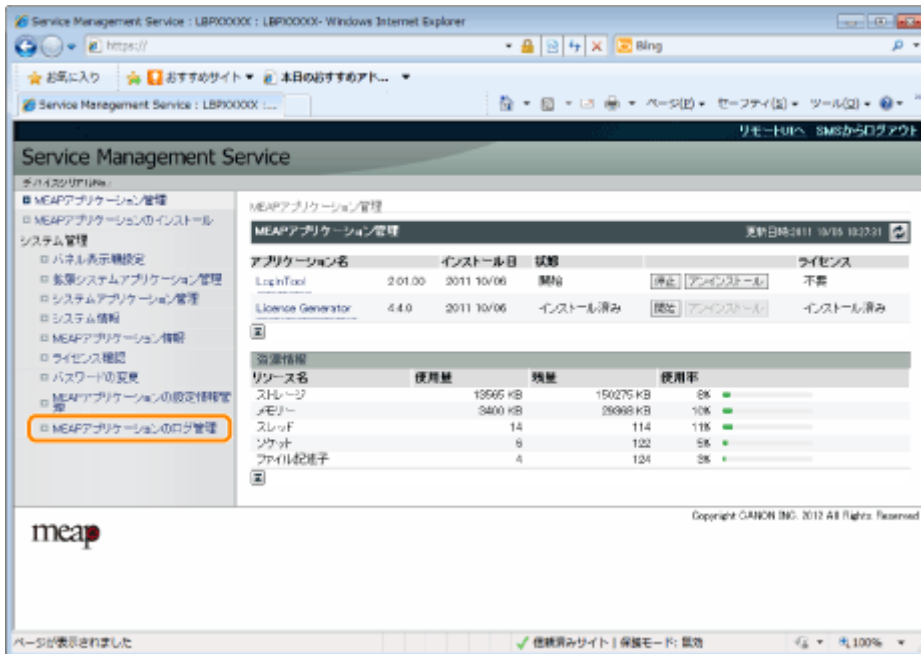 Service Management Service : LBPXXXXX : LBPXXXXX- Windows Internet Explorer
https://
Bing
お気に入り おすすめサイト 本日のおすすめアド...
Service Management Service : LBPXXXXX :...
ページ(P) セーフティ(S) ツール(O)
リモートUIへ SMSからログアウト
Service Management Service
デバイスシリアルNo.:
MEAPアプリケーション管理
MEAPアプリケーションのインストール
システム管理
パネル表示順設定
拡張システムアプリケーション管理
システムアプリケーション管理
システム情報
MEAPアプリケーション情報
ライセンス確認
パスワードの変更
MEAPアプリケーションの設定情報管理
MEAPアプリケーションのログ管理
MEAPアプリケーション管理
MEAPアプリケーション管理 更新日時:2011 10/06 10:27:31
アプリケーション名 インストール日 状態 ライセンス
LoginTool 2.01.00 2011 10/06 開始 停止 アンインストール 不要
Licence Generator 4.4.0 2011 10/06 インストール済み 開始 アンインストール インストール済み
資源情報
リソース名 使用量 残量 使用率
ストレージ 13565 KB 150275 KB 8%
メモリー 3400 KB 29368 KB 10%
スレッド 14 114 11%
ソケット 6 122 5%
ファイル記述子 4 124 3%
Copyright CANON INC. 2012 All Rights Reserved
meap
ページが表示されました 信頼済みサイト | 保護モード: 無効 100%